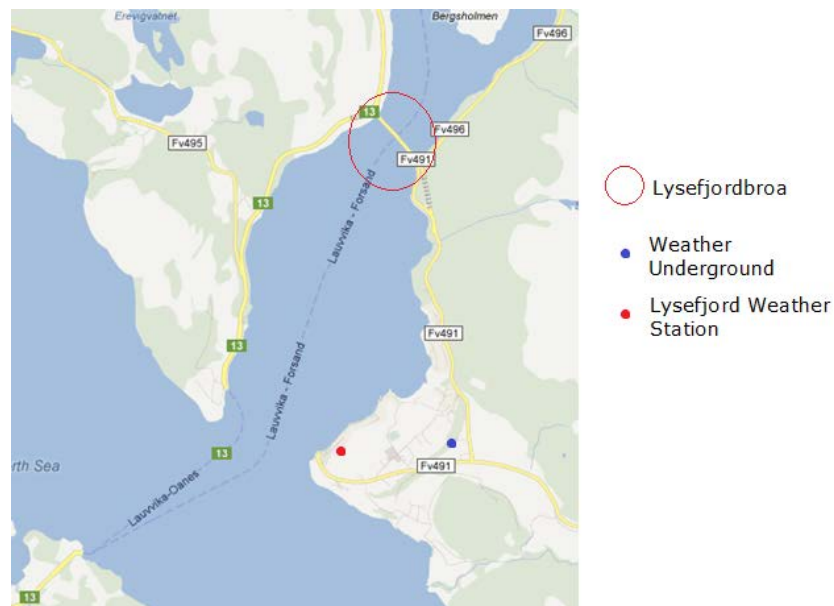 Erevigvatnet
Bergsholmen
Fv496
13
Fv495
Fv496
Fv491
Lauvvika - Forsand
13
Fv491
13
Lauvvika - Forsand
13
Fv491
rth Sea
Lauvvika-Oanes
13
Lysefjordbroa
Weather
Underground
Lysefjord Weather
Station